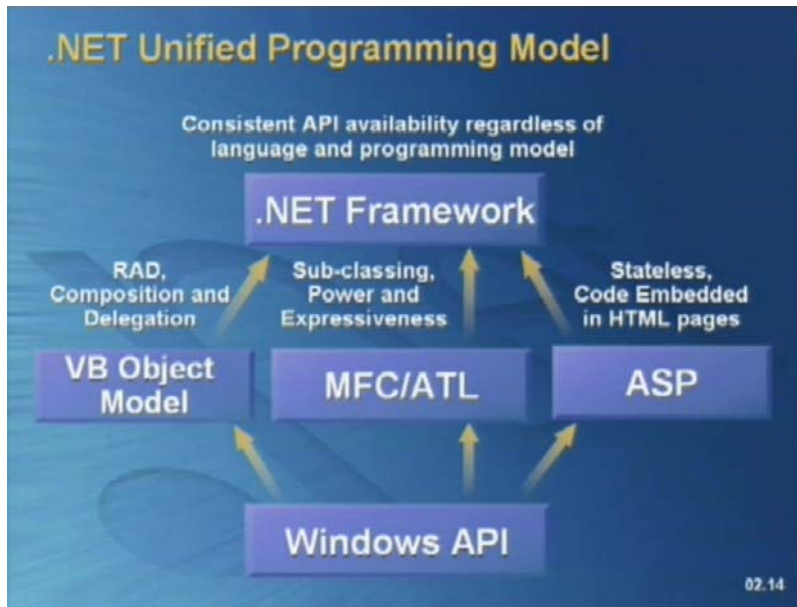 .NET Unified Programming Model
Consistent API availability regardless of
language and programming model
.NET Framework
RAD,
Composition and
Delegation
Sub-classing,
Power and
Expressiveness
Stateless,
Code Embedded
in HTML pages
VB Object
Model
MFC/ATL
ASP
Windows API
02.14